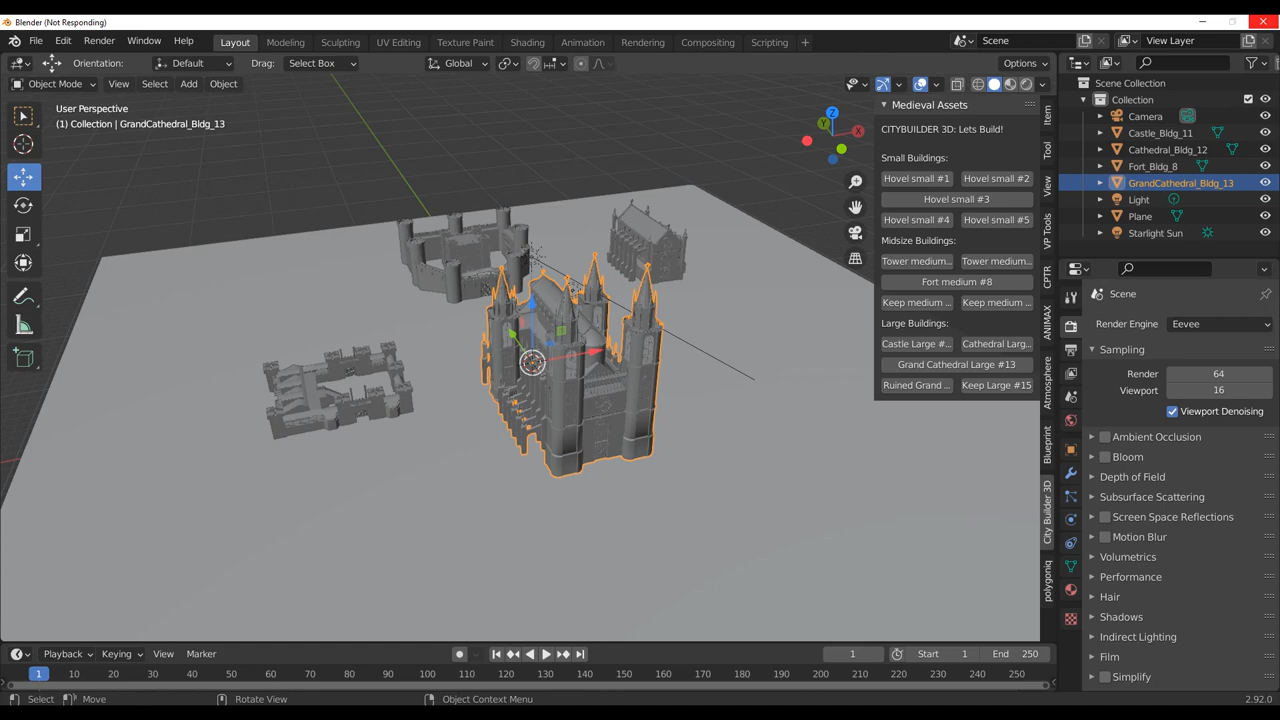 Blender (Not Responding)
File Edit Render Window Help Layout Modeling Sculpting UV Editing Texture Paint Shading Animation Rendering Compositing Scripting + Scene View Layer
Orientation: Default Drag: Select Box Global Options
Object Mode View Select Add Object
User Perspective
(1) Collection | GrandCathedral_Bldg_13
Z
Y
X
Medieval Assets
CITYBUILDER 3D: Lets Build!
Small Buildings:
Hovel small #1 Hovel small #2
Hovel small #3
Hovel small #4 Hovel small #5
Midsize Buildings:
Tower medium... Tower medium...
Fort medium #8
Keep medium ... Keep medium ...
Large Buildings:
Castle Large #... Cathedral Larg...
Grand Cathedral Large #13
Ruined Grand ... Keep Large #15
Item
Tool
View
VP Tools
CPTR
ANIMAX
Atmosphere
Blueprint
City Builder 3D
polygoniq
Scene Collection
Collection
Camera
Castle_Bldg_11
Cathedral_Bldg_12
Fort_Bldg_8
GrandCathedral_Bldg_13
Light
Plane
Starlight Sun
Scene
Render Engine Eevee
Sampling
Render 64
Viewport 16
Viewport Denoising
Ambient Occlusion
Bloom
Depth of Field
Subsurface Scattering
Screen Space Reflections
Motion Blur
Volumetrics
Performance
Hair
Shadows
Indirect Lighting
Film
Simplify
Playback Keying View Marker 1 Start 1 End 250
1 10 20 30 40 50 60 70 80 90 100 110 120 130 140 150 160 170 180 190 200 210 220 230 240 250
Select Move Rotate View Object Context Menu 2.92.0